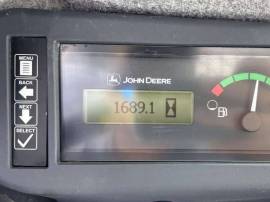 MENU
BACK
NEXT
SELECT
JOHN DEERE
1689.1